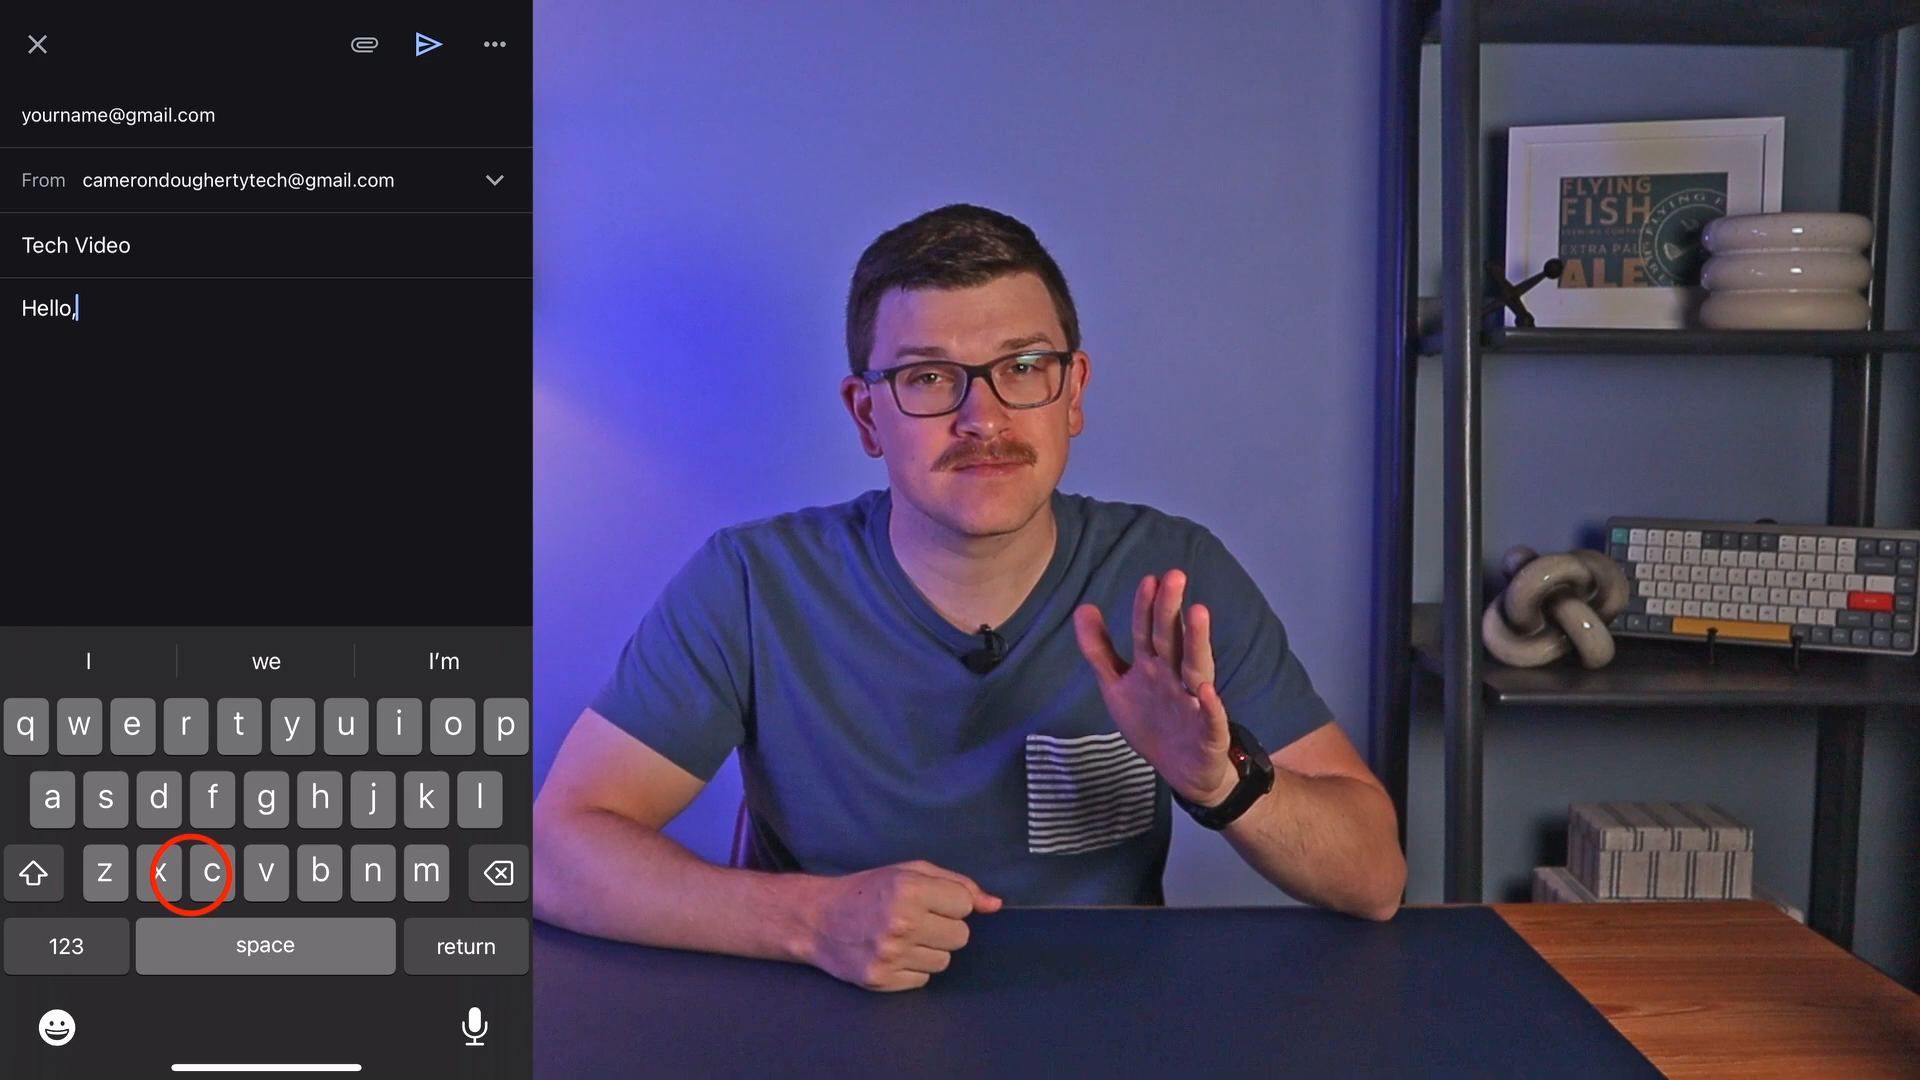 yourname@gmail.com
From camerondoughertytech@gmail.com
Tech Video
Hello,
I we I'm
q w e r t y u i o p
a s d f g h j k l
z x c v b n m
123 space return
FLYING
FISH
EXTRA PAL
ALE